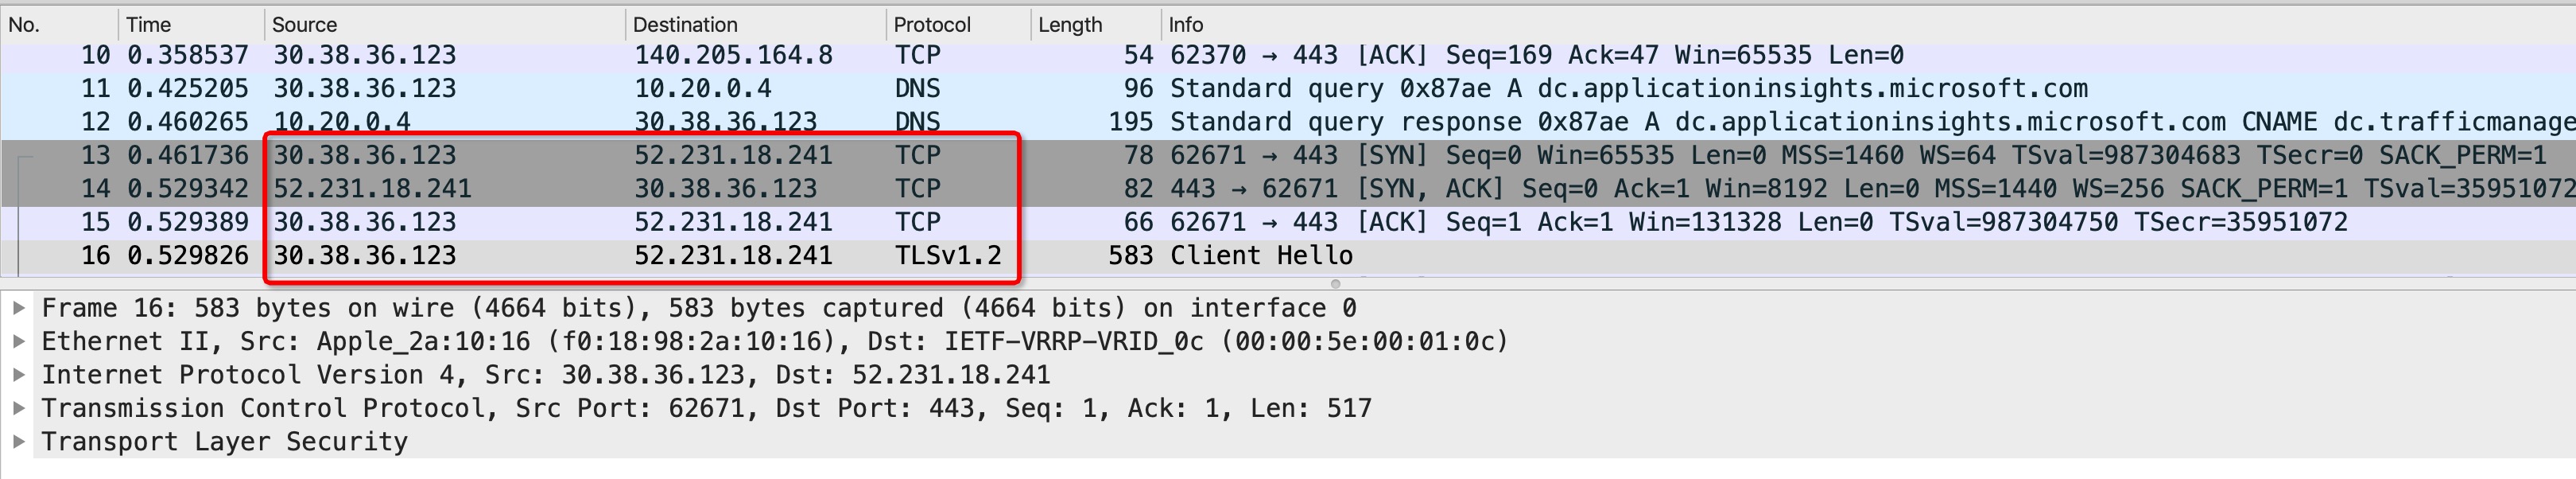 No. Time Source Destination Protocol Length Info
10 0.358537 30.38.36.123 140.205.164.8 TCP 54 62370 → 443 [ACK] Seq=169 Ack=47 Win=65535 Len=0
11 0.425205 30.38.36.123 10.20.0.4 DNS 96 Standard query 0x87ae A dc.applicationinsights.microsoft.com
12 0.460265 10.20.0.4 30.38.36.123 DNS 195 Standard query response 0x87ae A dc.applicationinsights.microsoft.com CNAME dc.trafficmanage
13 0.461736 30.38.36.123 52.231.18.241 TCP 78 62671 → 443 [SYN] Seq=0 Win=65535 Len=0 MSS=1460 WS=64 TSval=987304683 TSecr=0 SACK_PERM=1
14 0.529342 52.231.18.241 30.38.36.123 TCP 82 443 → 62671 [SYN, ACK] Seq=0 Ack=1 Win=8192 Len=0 MSS=1440 WS=256 SACK_PERM=1 TSval=35951072
15 0.529389 30.38.36.123 52.231.18.241 TCP 66 62671 → 443 [ACK] Seq=1 Ack=1 Win=131328 Len=0 TSval=987304750 TSecr=35951072
16 0.529826 30.38.36.123 52.231.18.241 TLSv1.2 583 Client Hello
Frame 16: 583 bytes on wire (4664 bits), 583 bytes captured (4664 bits) on interface 0
Ethernet II, Src: Apple_2a:10:16 (f0:18:98:2a:10:16), Dst: IETF-VRRP-VRID_0c (00:00:5e:00:01:0c)
Internet Protocol Version 4, Src: 30.38.36.123, Dst: 52.231.18.241
Transmission Control Protocol, Src Port: 62671, Dst Port: 443, Seq: 1, Ack: 1, Len: 517
Transport Layer Security